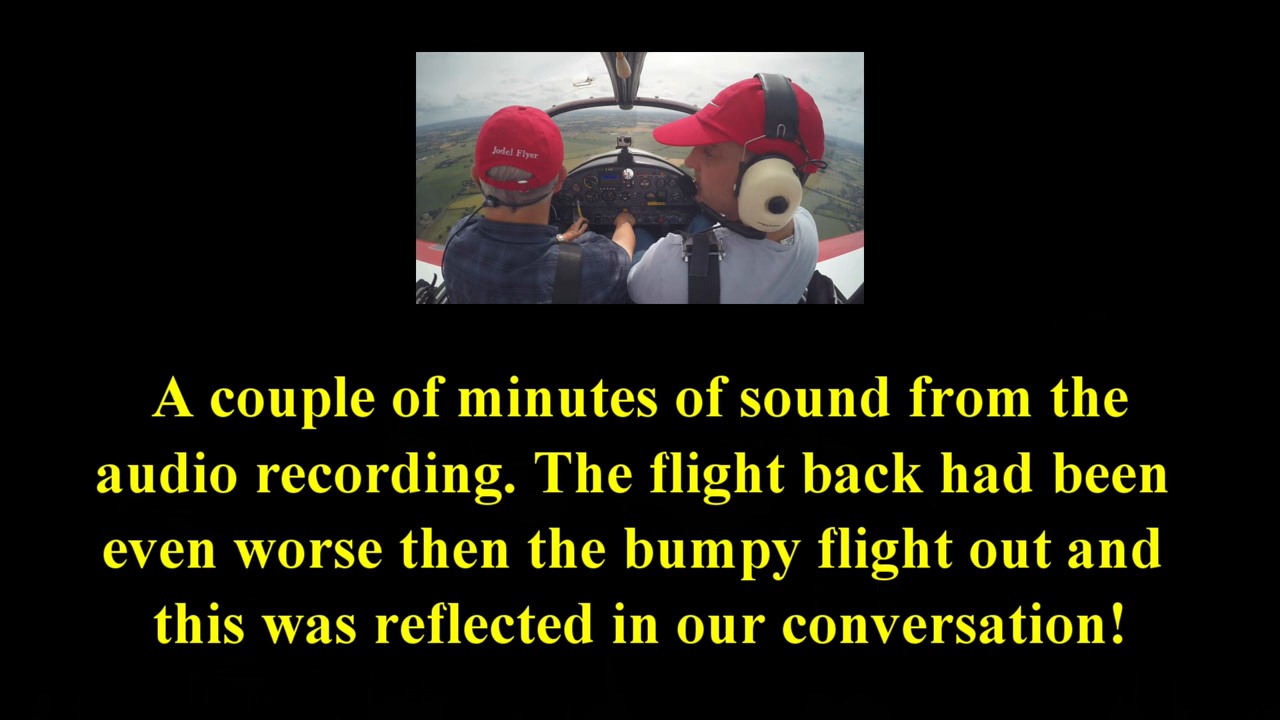 Jodel Flyer
A couple of minutes of sound from the
audio recording. The flight back had been
even worse then the bumpy flight out and
this was reflected in our conversation!